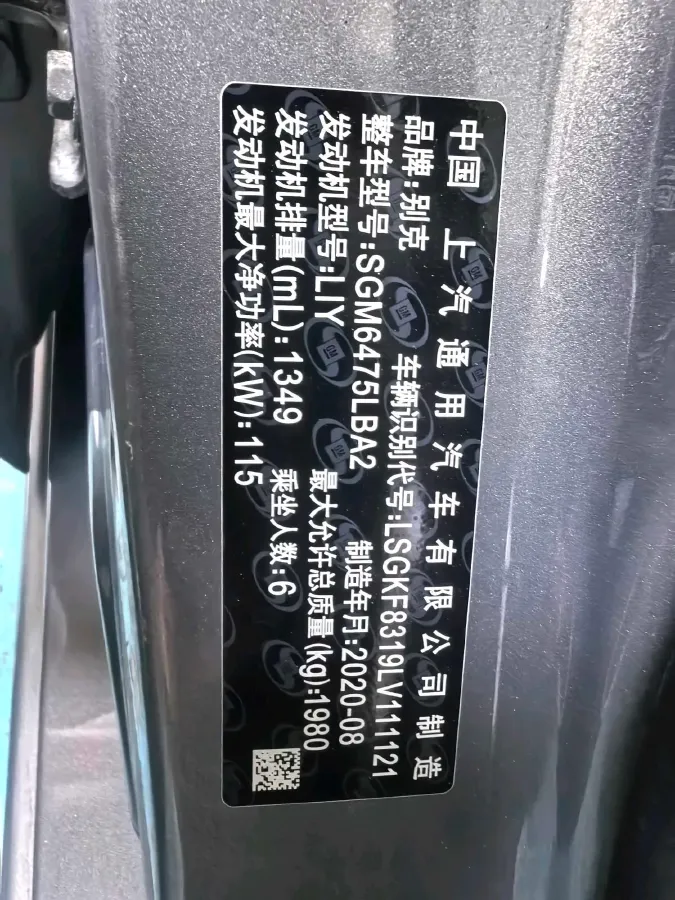 中国 上汽通用汽车有限公司制造
品牌:别克 车辆识别代号:LSGKF8319LV111121
整车型号:SGM6475LBA2 制造年月:2020-08
发动机型号:LIY 最大允许总质量(kg):1980
发动机排量(mL):1349 乘坐人数:6
发动机最大净功率(kW):115